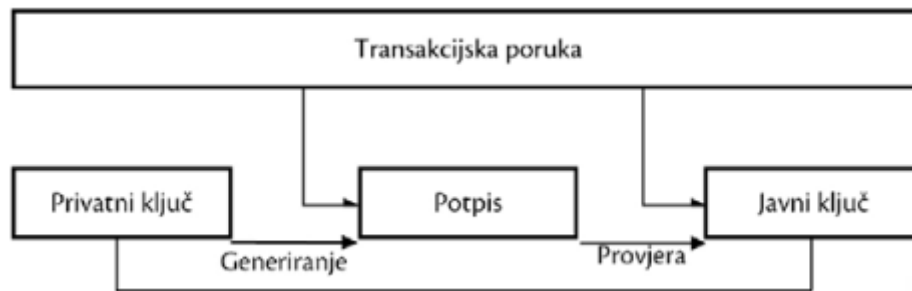 Transakcijska poruka
Privatni ključ
Potpis
Javni ključ
Generiranje
Provjera